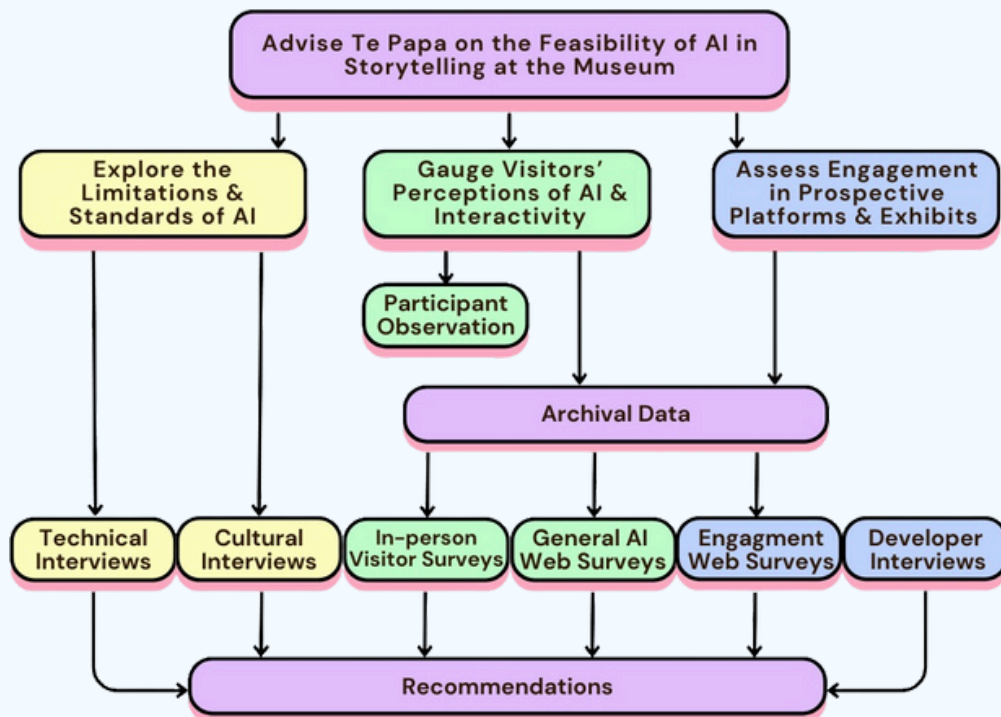 Advise Te Papa on the Feasibility of AI in
Storytelling at the Museum
Explore the
Limitations &
Standards of AI
Gauge Visitors'
Perceptions of AI &
Interactivity
Assess Engagement
in Prospective
Platforms & Exhibits
Participant
Observation
Archival Data
Technical
Interviews
Cultural
Interviews
In-person
Visitor Surveys
General AI
Web Surveys
Engagment
Web Surveys
Developer
Interviews
Recommendations